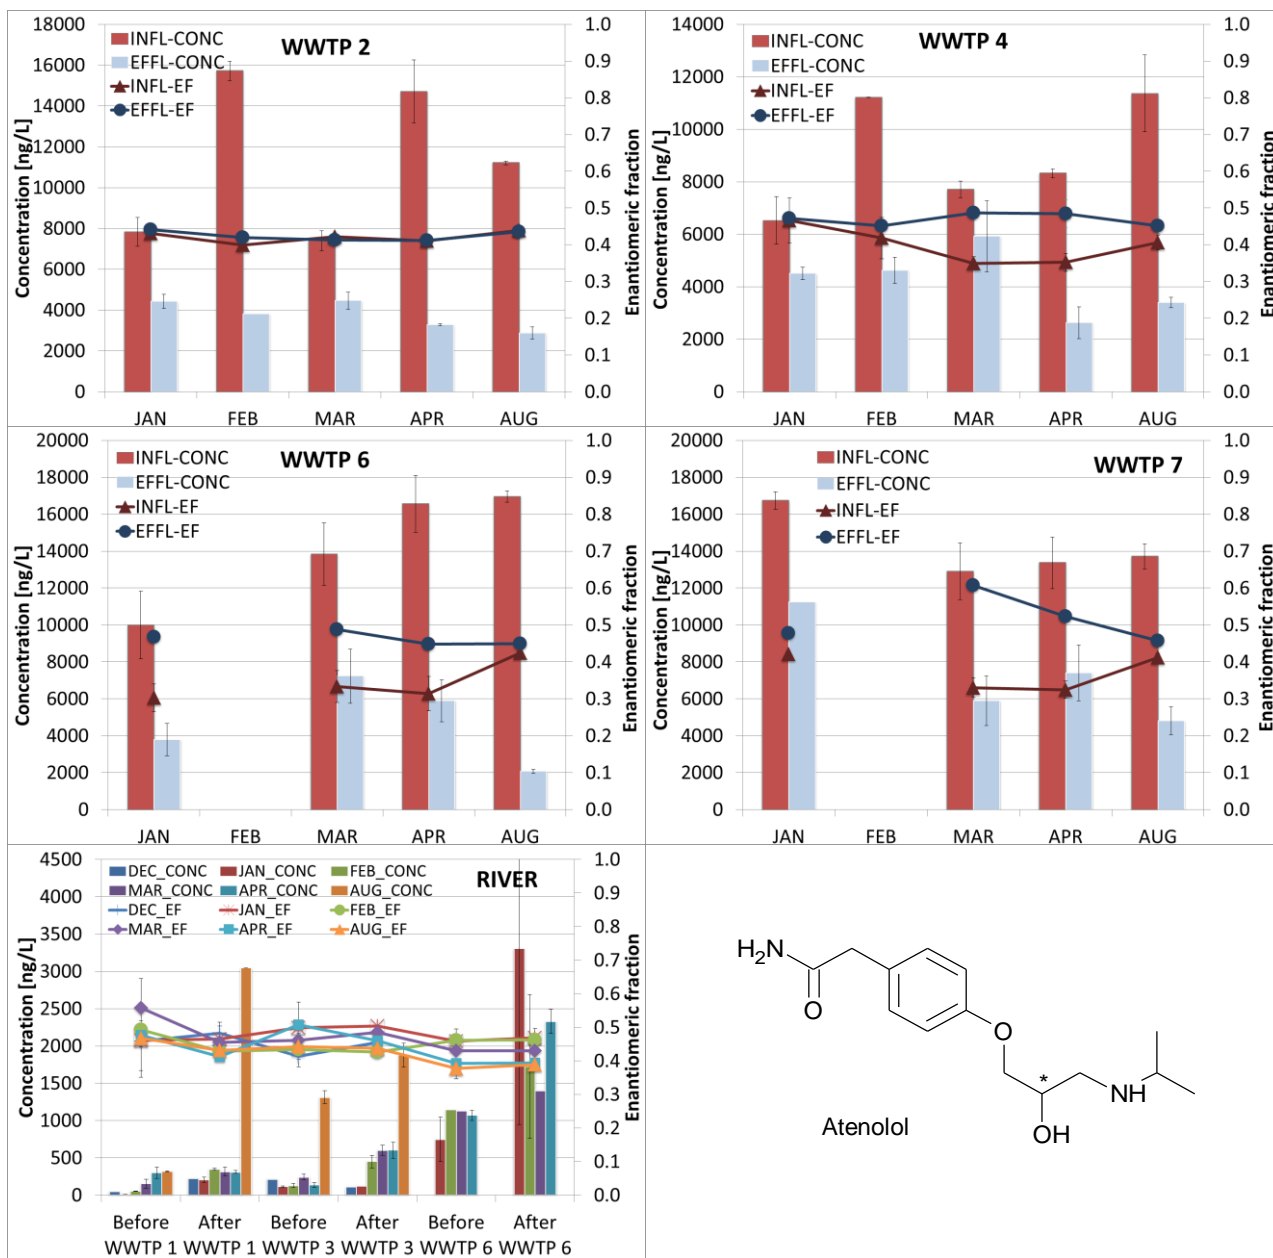 WWTP 2
INFL-CONC
EFFL-CONC
INFL-EF
EFFL-EF
Concentration [ng/L]
18000
16000
14000
12000
10000
8000
6000
4000
2000
0
1.0
0.9
0.8
0.7
0.6
0.5
0.4
0.3
0.2
0.1
0.0
Enantiomeric fraction
JAN FEB MAR APR AUG
WWTP 4
INFL-CONC
EFFL-CONC
INFL-EF
EFFL-EF
Concentration [ng/L]
14000
12000
10000
8000
6000
4000
2000
0
1.0
0.9
0.8
0.7
0.6
0.5
0.4
0.3
0.2
0.1
0.0
Enantiomeric fraction
JAN FEB MAR APR AUG
WWTP 6
INFL-CONC
EFFL-CONC
INFL-EF
EFFL-EF
Concentration [ng/L]
20000
18000
16000
14000
12000
10000
8000
6000
4000
2000
0
1.0
0.9
0.8
0.7
0.6
0.5
0.4
0.3
0.2
0.1
0.0
Enantiomeric fraction
JAN FEB MAR APR AUG
WWTP 7
INFL-CONC
EFFL-CONC
INFL-EF
EFFL-EF
Concentration [ng/L]
20000
18000
16000
14000
12000
10000
8000
6000
4000
2000
0
1.0
0.9
0.8
0.7
0.6
0.5
0.4
0.3
0.2
0.1
0.0
Enantiomeric fraction
JAN FEB MAR APR AUG
RIVER
DEC_CONC JAN_CONC FEB_CONC
MAR_CONC APR_CONC AUG_CONC
DEC_EF JAN_EF FEB_EF
MAR_EF APR_EF AUG_EF
Concentration [ng/L]
4500
4000
3500
3000
2500
2000
1500
1000
500
0
1.0
0.9
0.8
0.7
0.6
0.5
0.4
0.3
0.2
0.1
0.0
Enantiomeric fraction
Before After Before After Before After
WWTP 1 WWTP 1 WWTP 3 WWTP 3 WWTP 6 WWTP 6
H₂N
O
O
*
NH
OH
Atenolol